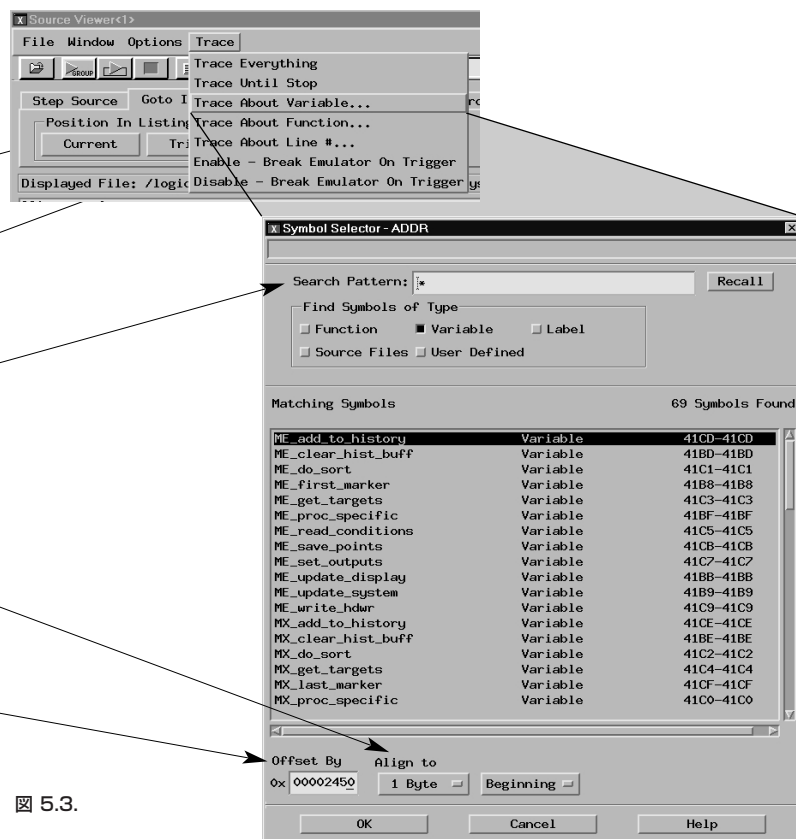 Source Viewer<1>
File Window Options Trace
GROUP
Trace Everything
Trace Until Stop
Trace About Variable...
Trace About Function...
Trace About Line #...
Enable - Break Emulator On Trigger
Disable - Break Emulator On Trigger
Step Source Goto
Position In Listing
Current
Displayed File:
Symbol Selector - ADDR
Search Pattern: * Recall
Find Symbols of Type
Function Variable Label
Source Files User Defined
Matching Symbols 69 Symbols Found
ME_add_to_history Variable 41CD-41CD
ME_clear_hist_buff Variable 41BD-41BD
ME_do_sort Variable 41C1-41C1
ME_first_marker Variable 41B8-41B8
ME_get_targets Variable 41C3-41C3
ME_proc_specific Variable 41BF-41BF
ME_read_conditions Variable 41C5-41C5
ME_save_points Variable 41CB-41CB
ME_set_outputs Variable 41C7-41C7
ME_update_display Variable 41BB-41BB
ME_update_system Variable 41B9-41B9
ME_write_hdwr Variable 41C9-41C9
MX_add_to_history Variable 41CE-41CE
MX_clear_hist_buff Variable 41BE-41BE
MX_do_sort Variable 41C2-41C2
MX_get_targets Variable 41C4-41C4
MX_last_marker Variable 41CF-41CF
MX_proc_specific Variable 41C0-41C0
Offset By Align to
0x 00002450 1 Byte Beginning
OK Cancel Help
図 5.3.